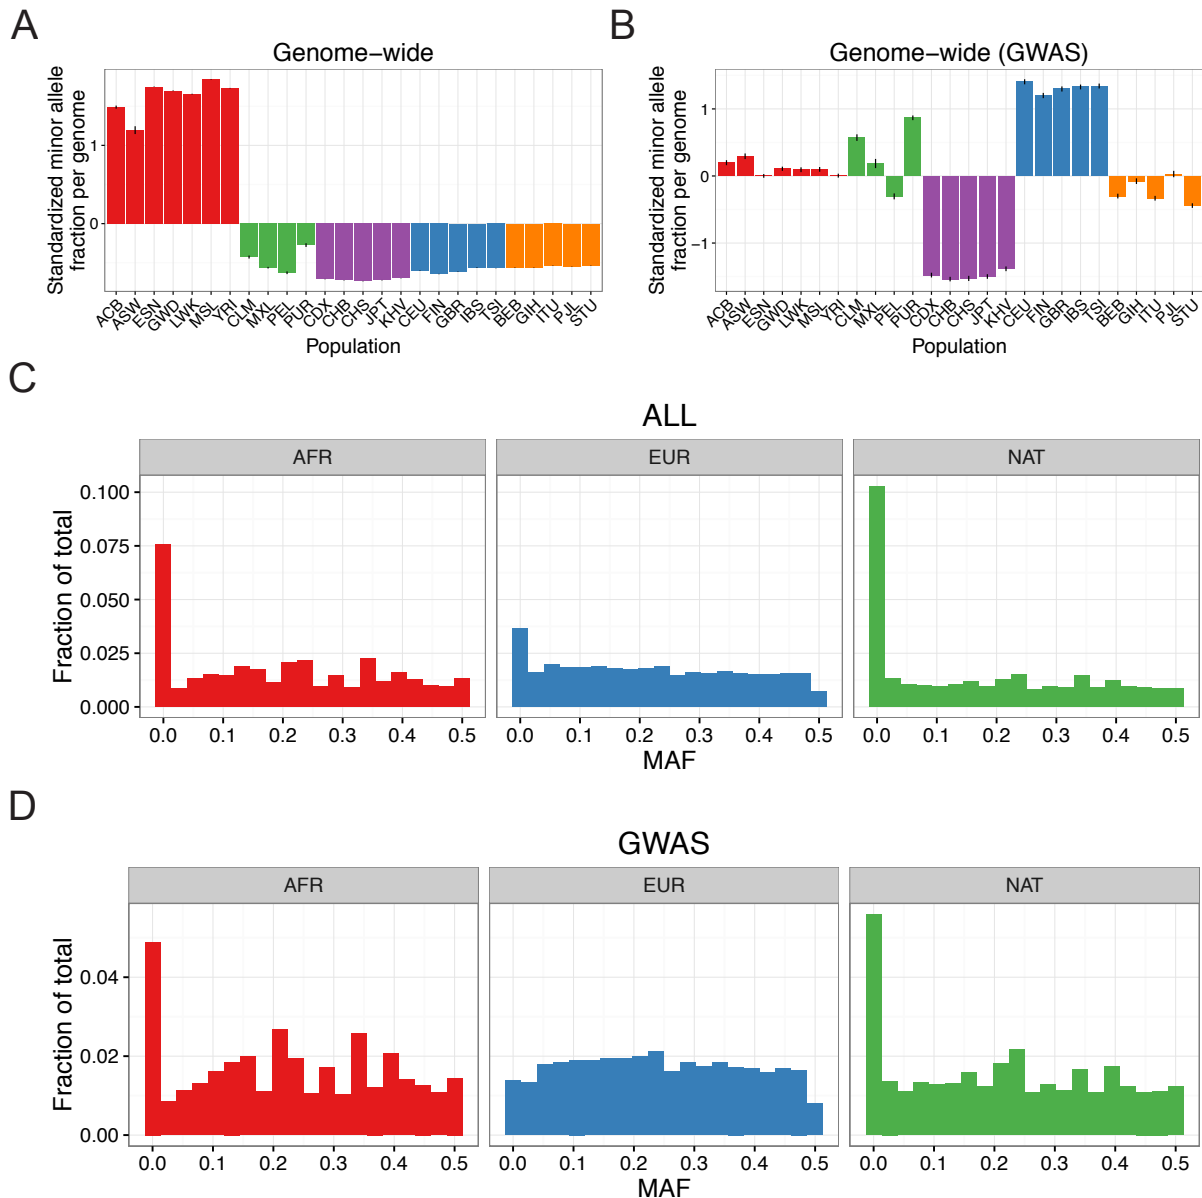 A
Genome−wide
Standardized minor allele
fraction per genome
1
0
ACB ASW ESN GWD LWK MSL YRI CLM MXL PEL PUR CDX CHB CHS JPT KHV CEU FIN GBR IBS TSI BEB GIH ITU PJL STU
Population
B
Genome−wide (GWAS)
Standardized minor allele
fraction per genome
1
0
−1
ACB ASW ESN GWD LWK MSL YRI CLM MXL PEL PUR CDX CHB CHS JPT KHV CEU FIN GBR IBS TSI BEB GIH ITU PJL STU
Population
C
ALL
AFR EUR NAT
Fraction of total
0.100
0.075
0.050
0.025
0.000
0.0 0.1 0.2 0.3 0.4 0.5 0.0 0.1 0.2 0.3 0.4 0.5 0.0 0.1 0.2 0.3 0.4 0.5
MAF
D
GWAS
AFR EUR NAT
Fraction of total
0.04
0.02
0.00
0.0 0.1 0.2 0.3 0.4 0.5 0.0 0.1 0.2 0.3 0.4 0.5 0.0 0.1 0.2 0.3 0.4 0.5
MAF